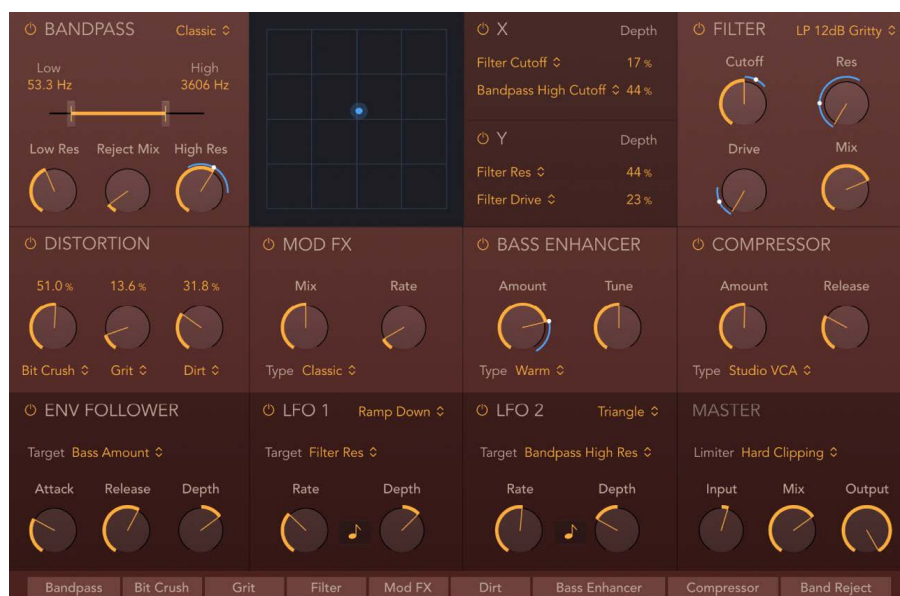 BANDPASS Classic
Low High
53.3 Hz 3606 Hz
Low Res Reject Mix High Res
X Depth
Filter Cutoff 17 %
Bandpass High Cutoff 44 %
Y Depth
Filter Res 44 %
Filter Drive 23 %
FILTER LP 12dB Gritty
Cutoff Res
Drive Mix
DISTORTION
51.0 % 13.6 % 31.8 %
Bit Crush Grit Dirt
MOD FX
Mix Rate
Type Classic
BASS ENHANCER
Amount Tune
Type Warm
COMPRESSOR
Amount Release
Type Studio VCA
ENV FOLLOWER
Target Bass Amount
Attack Release Depth
LFO 1 Ramp Down
Target Filter Res
Rate Depth
LFO 2 Triangle
Target Bandpass High Res
Rate Depth
MASTER
Limiter Hard Clipping
Input Mix Output
Bandpass Bit Crush Grit Filter Mod FX Dirt Bass Enhancer Compressor Band Reject